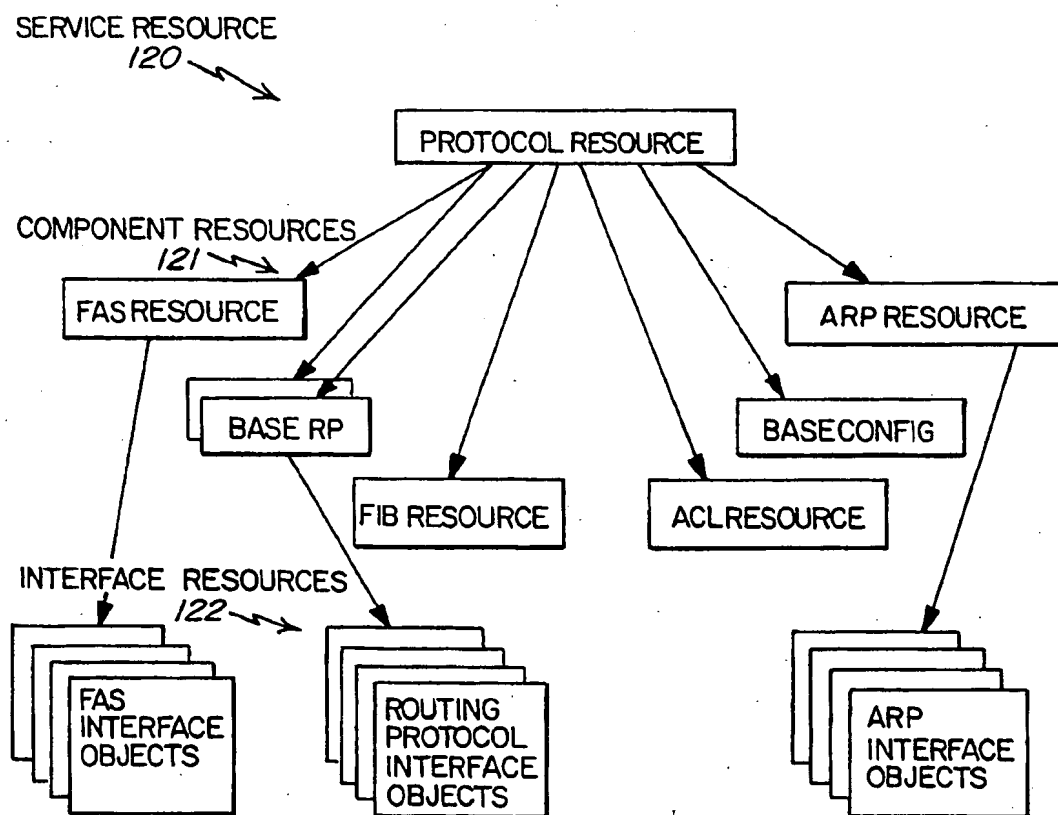 SERVICE RESOURCE
120
PROTOCOL RESOURCE
COMPONENT RESOURCES
121
FAS RESOURCE
ARP RESOURCE
BASE RP
BASECONFIG
FIB RESOURCE
ACL RESOURCE
INTERFACE RESOURCES
122
FAS
INTERFACE
OBJECTS
ROUTING
PROTOCOL
INTERFACE
OBJECTS
ARP
INTERFACE
OBJECTS